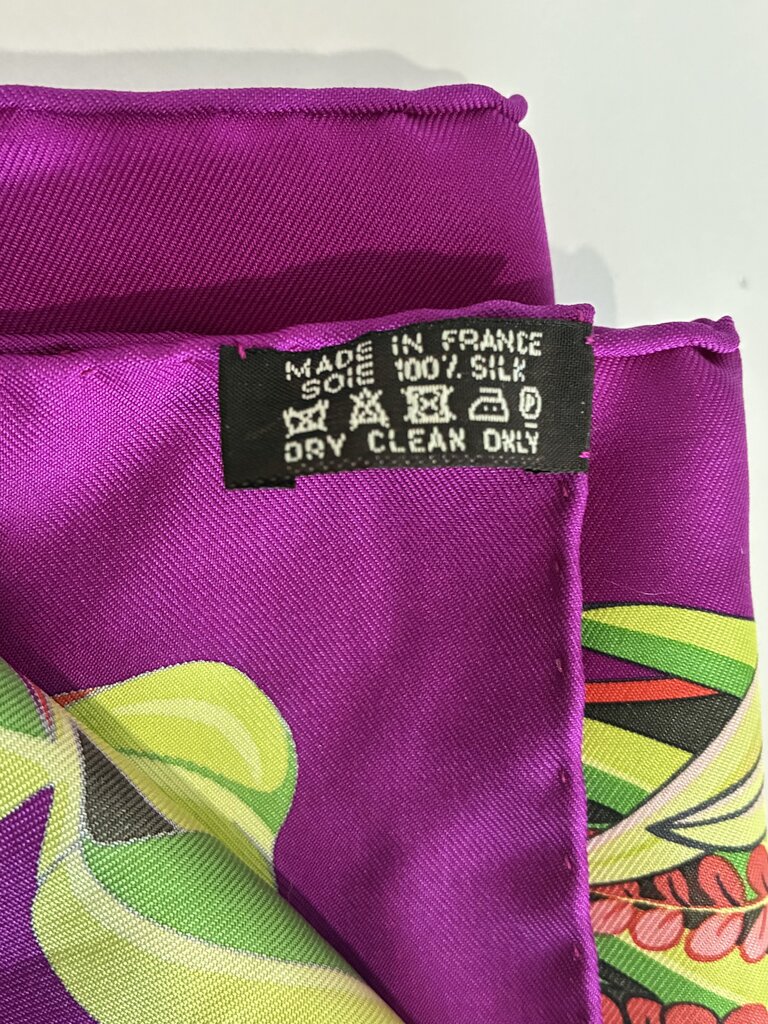 MADE IN FRANCE
SOIE 100% SILK
P
DRY CLEAN ONLY